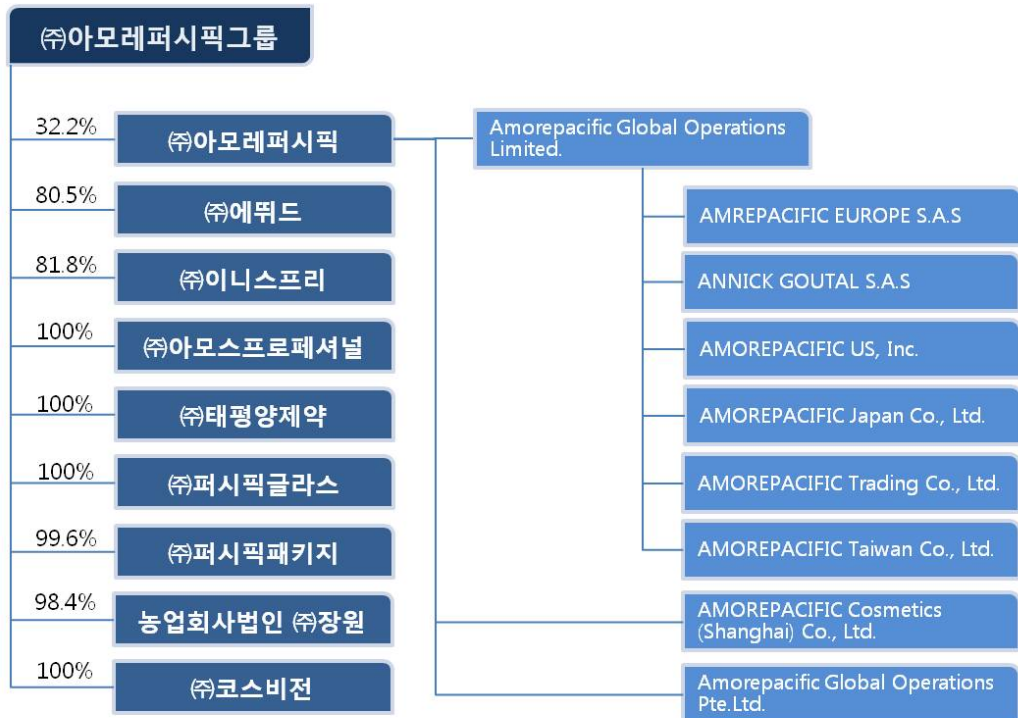 ㈜아모레퍼시픽그룹
32.2%
㈜아모레퍼시픽
80.5%
㈜에뛰드
81.8%
㈜이니스프리
100%
㈜아모스프로페셔널
100%
㈜태평양제약
100%
㈜퍼시픽글라스
99.6%
㈜퍼시픽패키지
98.4%
농업회사법인 ㈜장원
100%
㈜코스비전
Amorepacific Global Operations
Limited.
AMREPACIFIC EUROPE S.A.S
ANNICK GOUTAL S.A.S
AMOREPACIFIC US, Inc.
AMOREPACIFIC Japan Co., Ltd.
AMOREPACIFIC Trading Co., Ltd.
AMOREPACIFIC Taiwan Co., Ltd.
AMOREPACIFIC Cosmetics
(Shanghai) Co., Ltd.
Amorepacific Global Operations
Pte.Ltd.